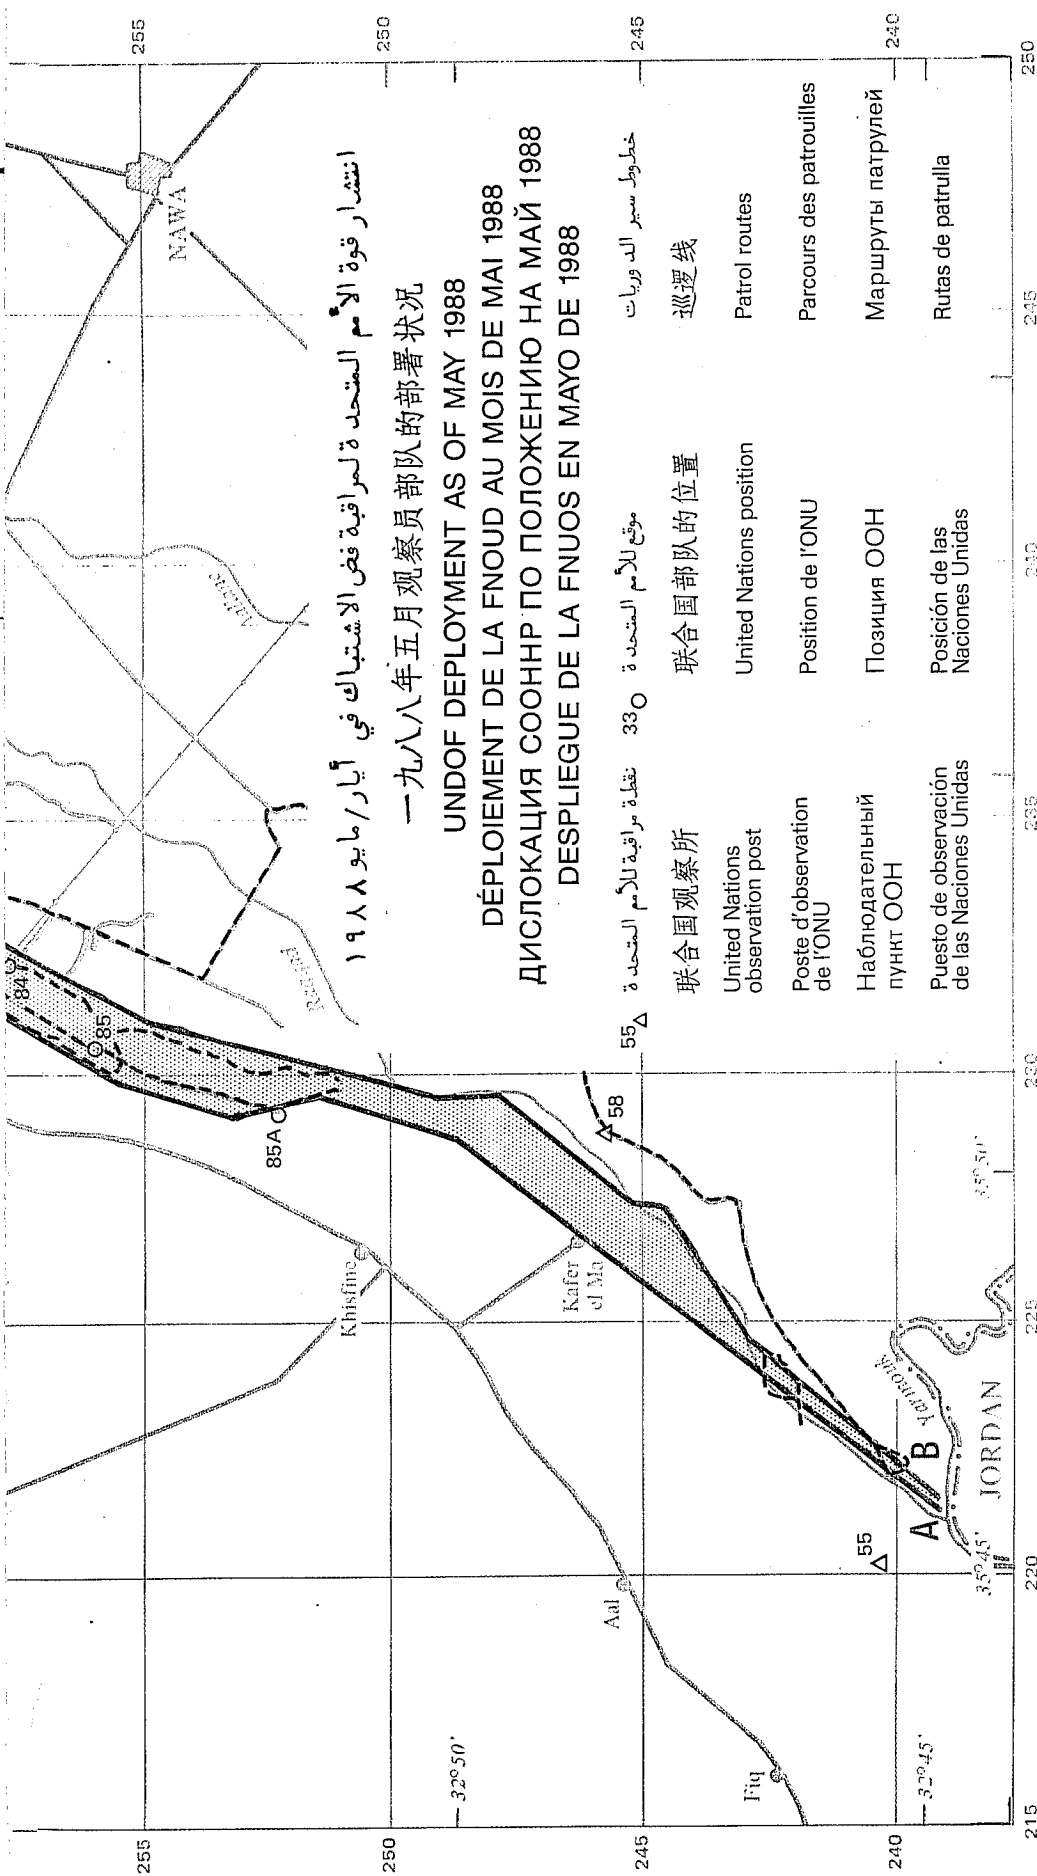 255
250
245
240
NAWA
Allane
Ruqqad
84
85
85A
58
Khisfine
Kafer
el Ma
Aal
Fiq
55
A
B
Yarmouk
JORDAN
35°50'
35°45'
32°50'
32°45'
انتشار قوة الأمم المتحدة لمراقبة فض الاشتباك في أيار/مايو ١٩٨٨
一九八八年五月观察员部队的部署状况
UNDOF DEPLOYMENT AS OF MAY 1988
DÉPLOIEMENT DE LA FNOUD AU MOIS DE MAI 1988
ДИСЛОКАЦИЯ СООННР ПО ПОЛОЖЕНИЮ НА МАЙ 1988
DESPLIEGUE DE LA FNUOS EN MAYO DE 1988
55 نقطة مراقبة للأمم المتحدة
联合国观察所
United Nations
observation post
Poste d'observation
de l'ONU
Наблюдательный
пункт ООН
Puesto de observación
de las Naciones Unidas
33 موقع للأمم المتحدة
联合国部队的位置
United Nations position
Position de l'ONU
Позиция ООН
Posición de las
Naciones Unidas
خطوط سير الدوريات
巡逻线
Patrol routes
Parcours des patrouilles
Маршруты патрулей
Rutas de patrulla
255
250
245
240
215
220
225
230
235
240
245
250